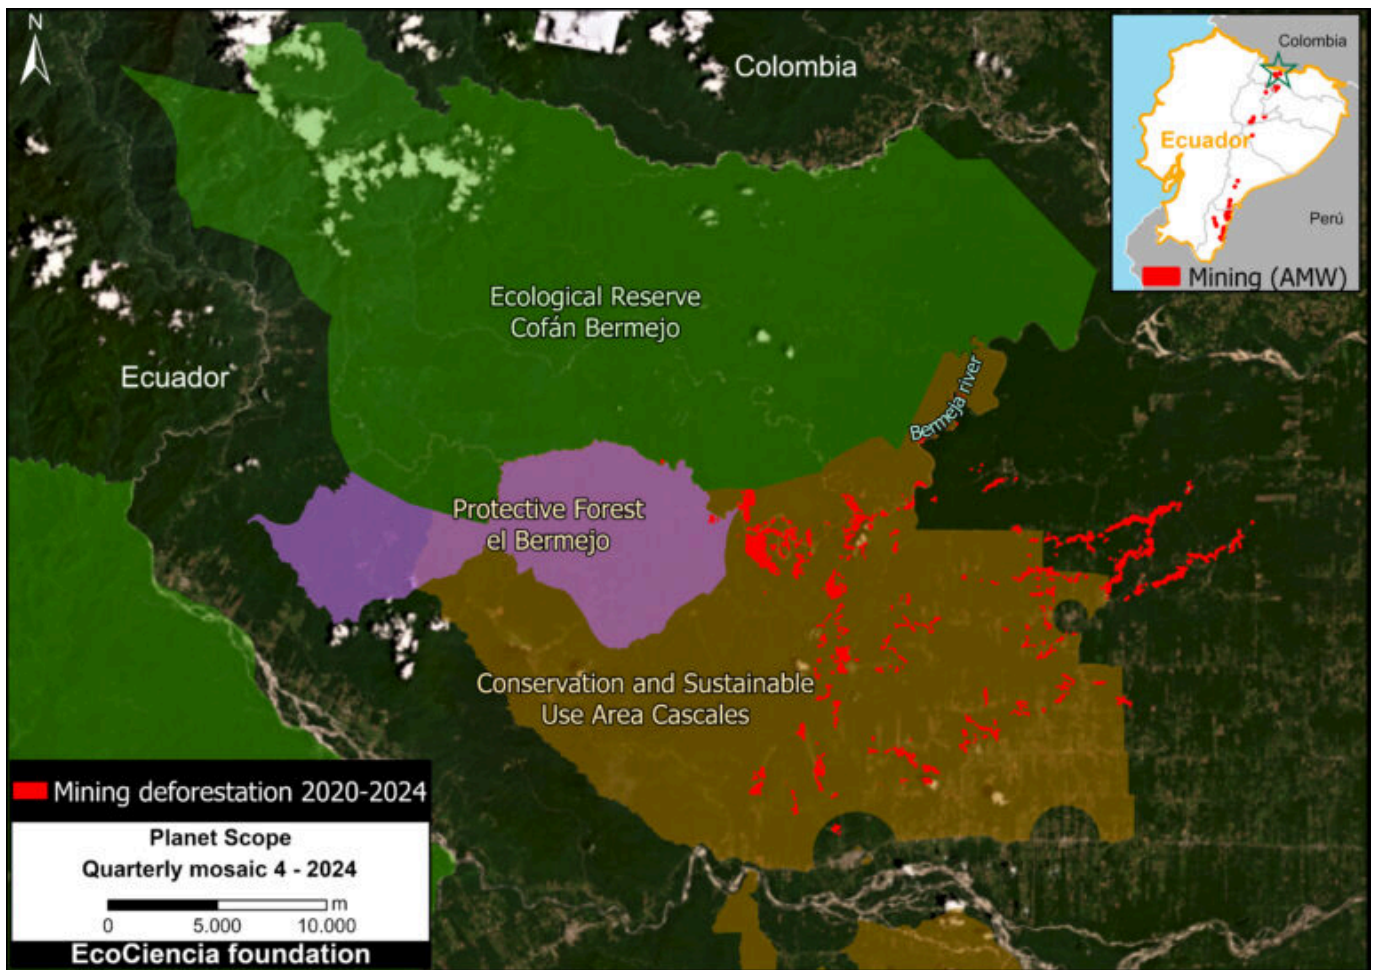 N
Colombia
Colombia
Ecuador
Perú
Mining (AMW)
Ecological Reserve
Cofán Bermejo
Ecuador
Bermeja river
Protective Forest
el Bermejo
Conservation and Sustainable
Use Area Cascales
Mining deforestation 2020-2024
Planet Scope
Quarterly mosaic 4 - 2024
m
0 5.000 10.000
EcoCiencia foundation